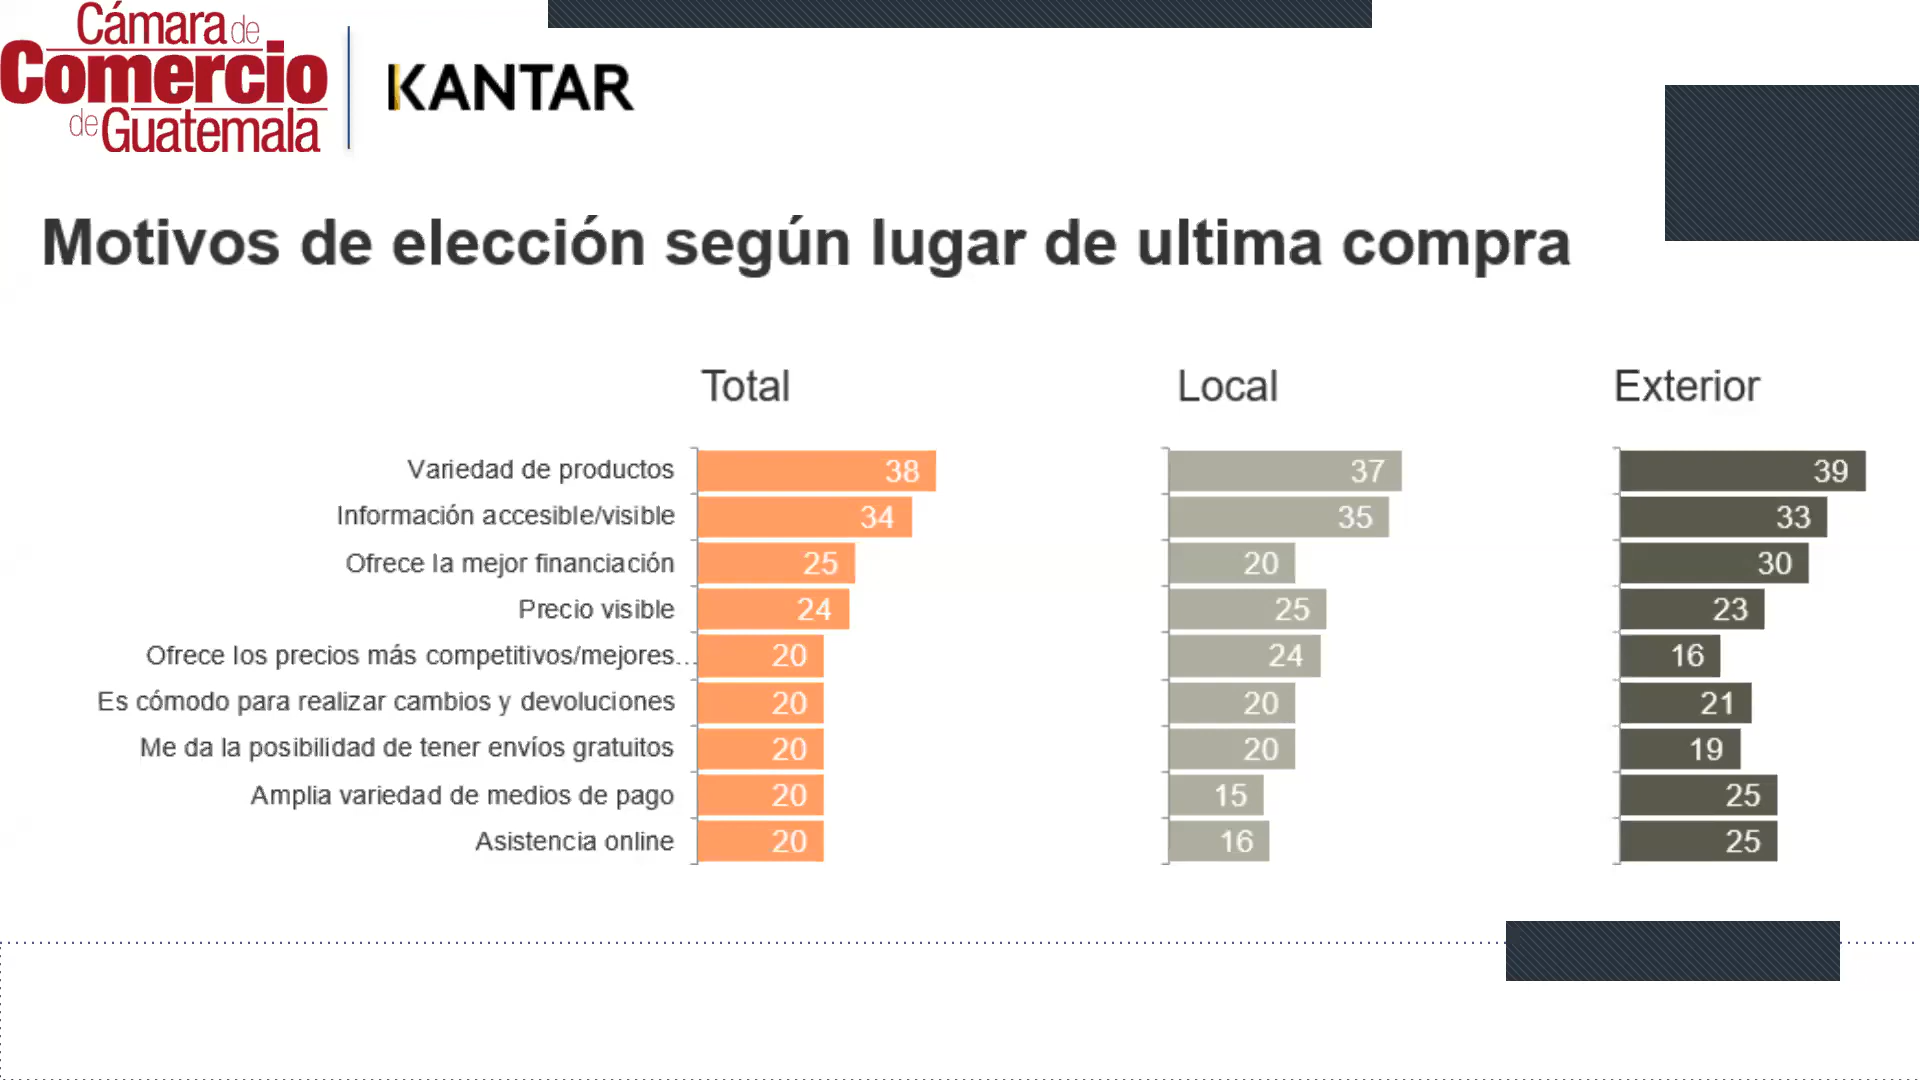 Cámara de
Comercio
de Guatemala
KANTAR
Motivos de elección según lugar de ultima compra
Total Local Exterior
Variedad de productos 38 37 39
Información accesible/visible 34 35 33
Ofrece la mejor financiación 25 20 30
Precio visible 24 25 23
Ofrece los precios más competitivos/mejores... 20 24 16
Es cómodo para realizar cambios y devoluciones 20 20 21
Me da la posibilidad de tener envíos gratuitos 20 20 19
Amplia variedad de medios de pago 20 15 25
Asistencia online 20 16 25